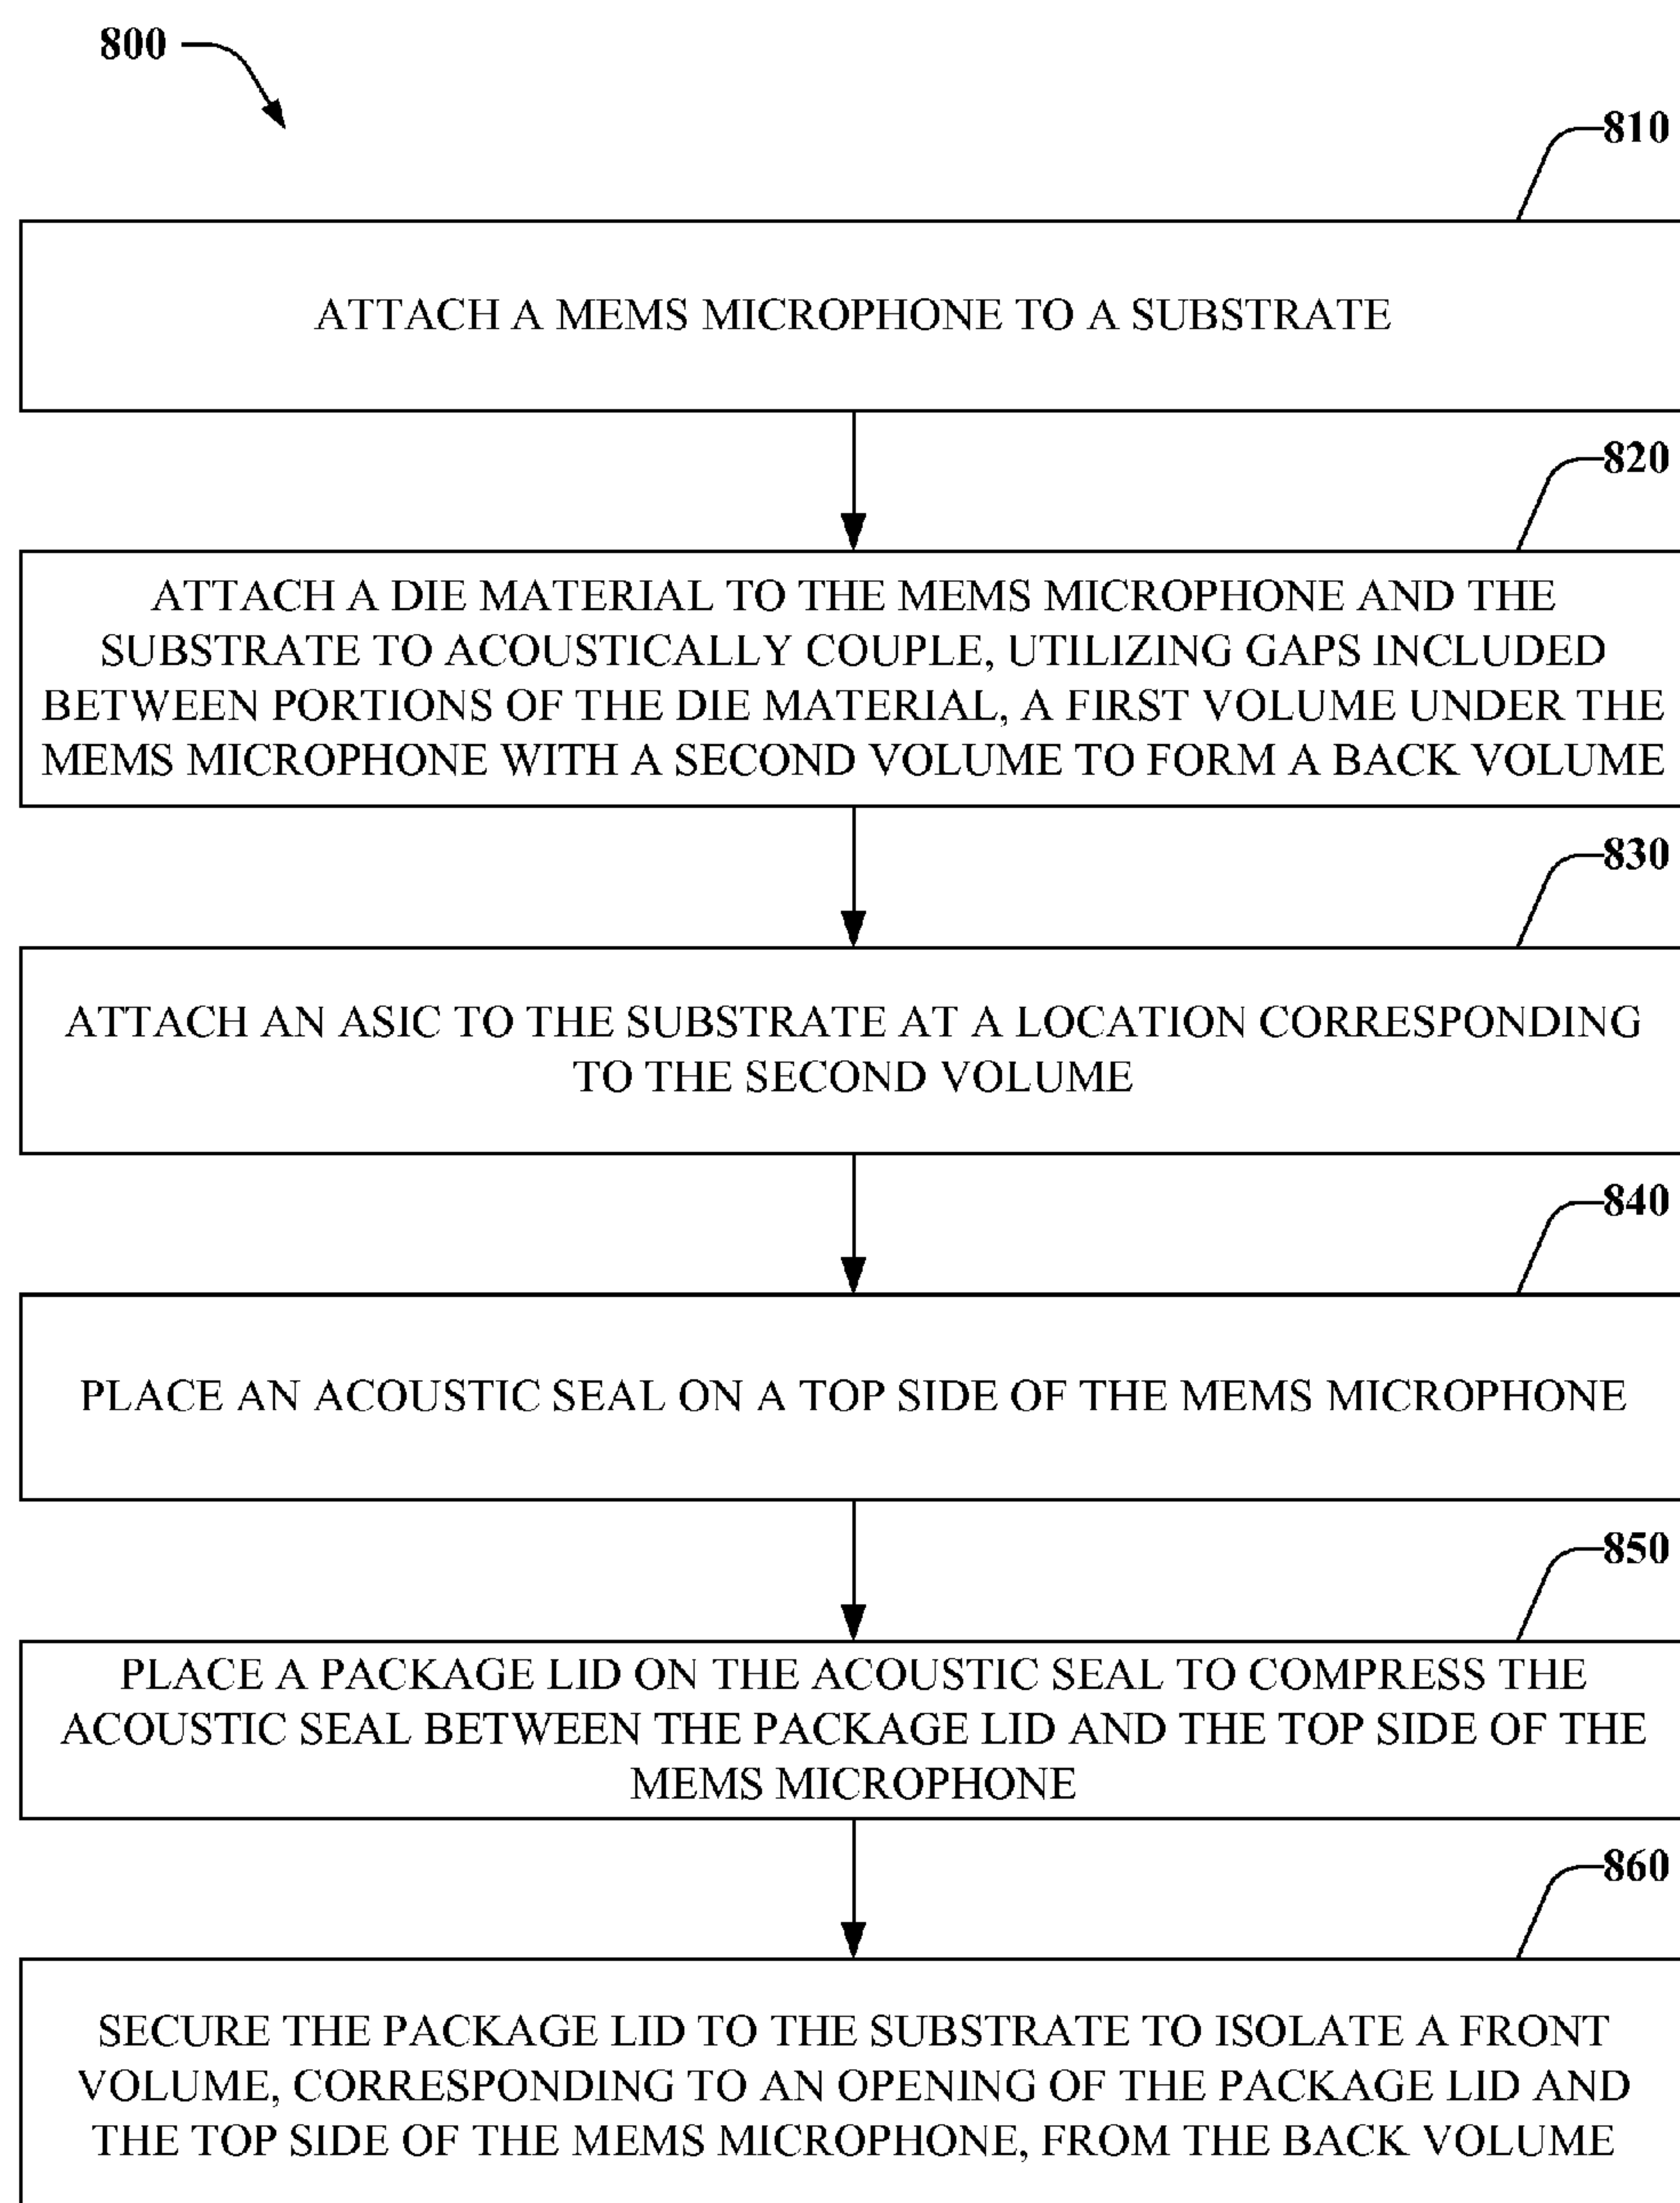 800
810
ATTACH A MEMS MICROPHONE TO A SUBSTRATE
820
ATTACH A DIE MATERIAL TO THE MEMS MICROPHONE AND THE
SUBSTRATE TO ACOUSTICALLY COUPLE, UTILIZING GAPS INCLUDED
BETWEEN PORTIONS OF THE DIE MATERIAL, A FIRST VOLUME UNDER THE
MEMS MICROPHONE WITH A SECOND VOLUME TO FORM A BACK VOLUME
830
ATTACH AN ASIC TO THE SUBSTRATE AT A LOCATION CORRESPONDING
TO THE SECOND VOLUME
840
PLACE AN ACOUSTIC SEAL ON A TOP SIDE OF THE MEMS MICROPHONE
850
PLACE A PACKAGE LID ON THE ACOUSTIC SEAL TO COMPRESS THE
ACOUSTIC SEAL BETWEEN THE PACKAGE LID AND THE TOP SIDE OF THE
MEMS MICROPHONE
860
SECURE THE PACKAGE LID TO THE SUBSTRATE TO ISOLATE A FRONT
VOLUME, CORRESPONDING TO AN OPENING OF THE PACKAGE LID AND
THE TOP SIDE OF THE MEMS MICROPHONE, FROM THE BACK VOLUME